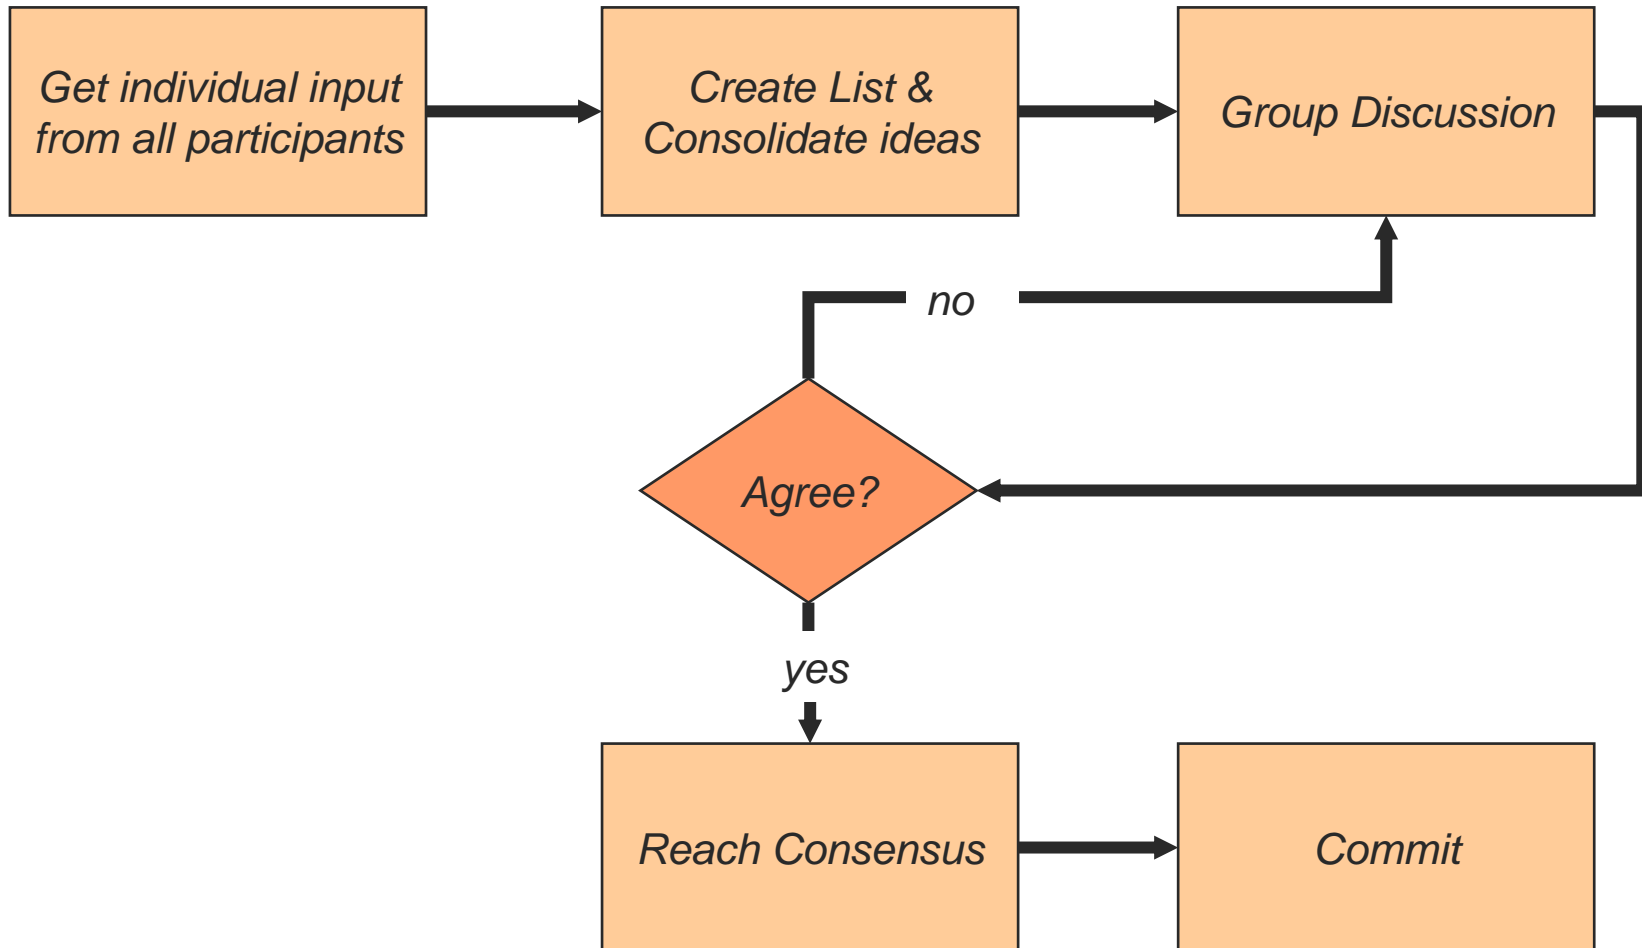 Get individual input
from all participants
Create List &
Consolidate ideas
Group Discussion
no
Agree?
yes
Reach Consensus
Commit